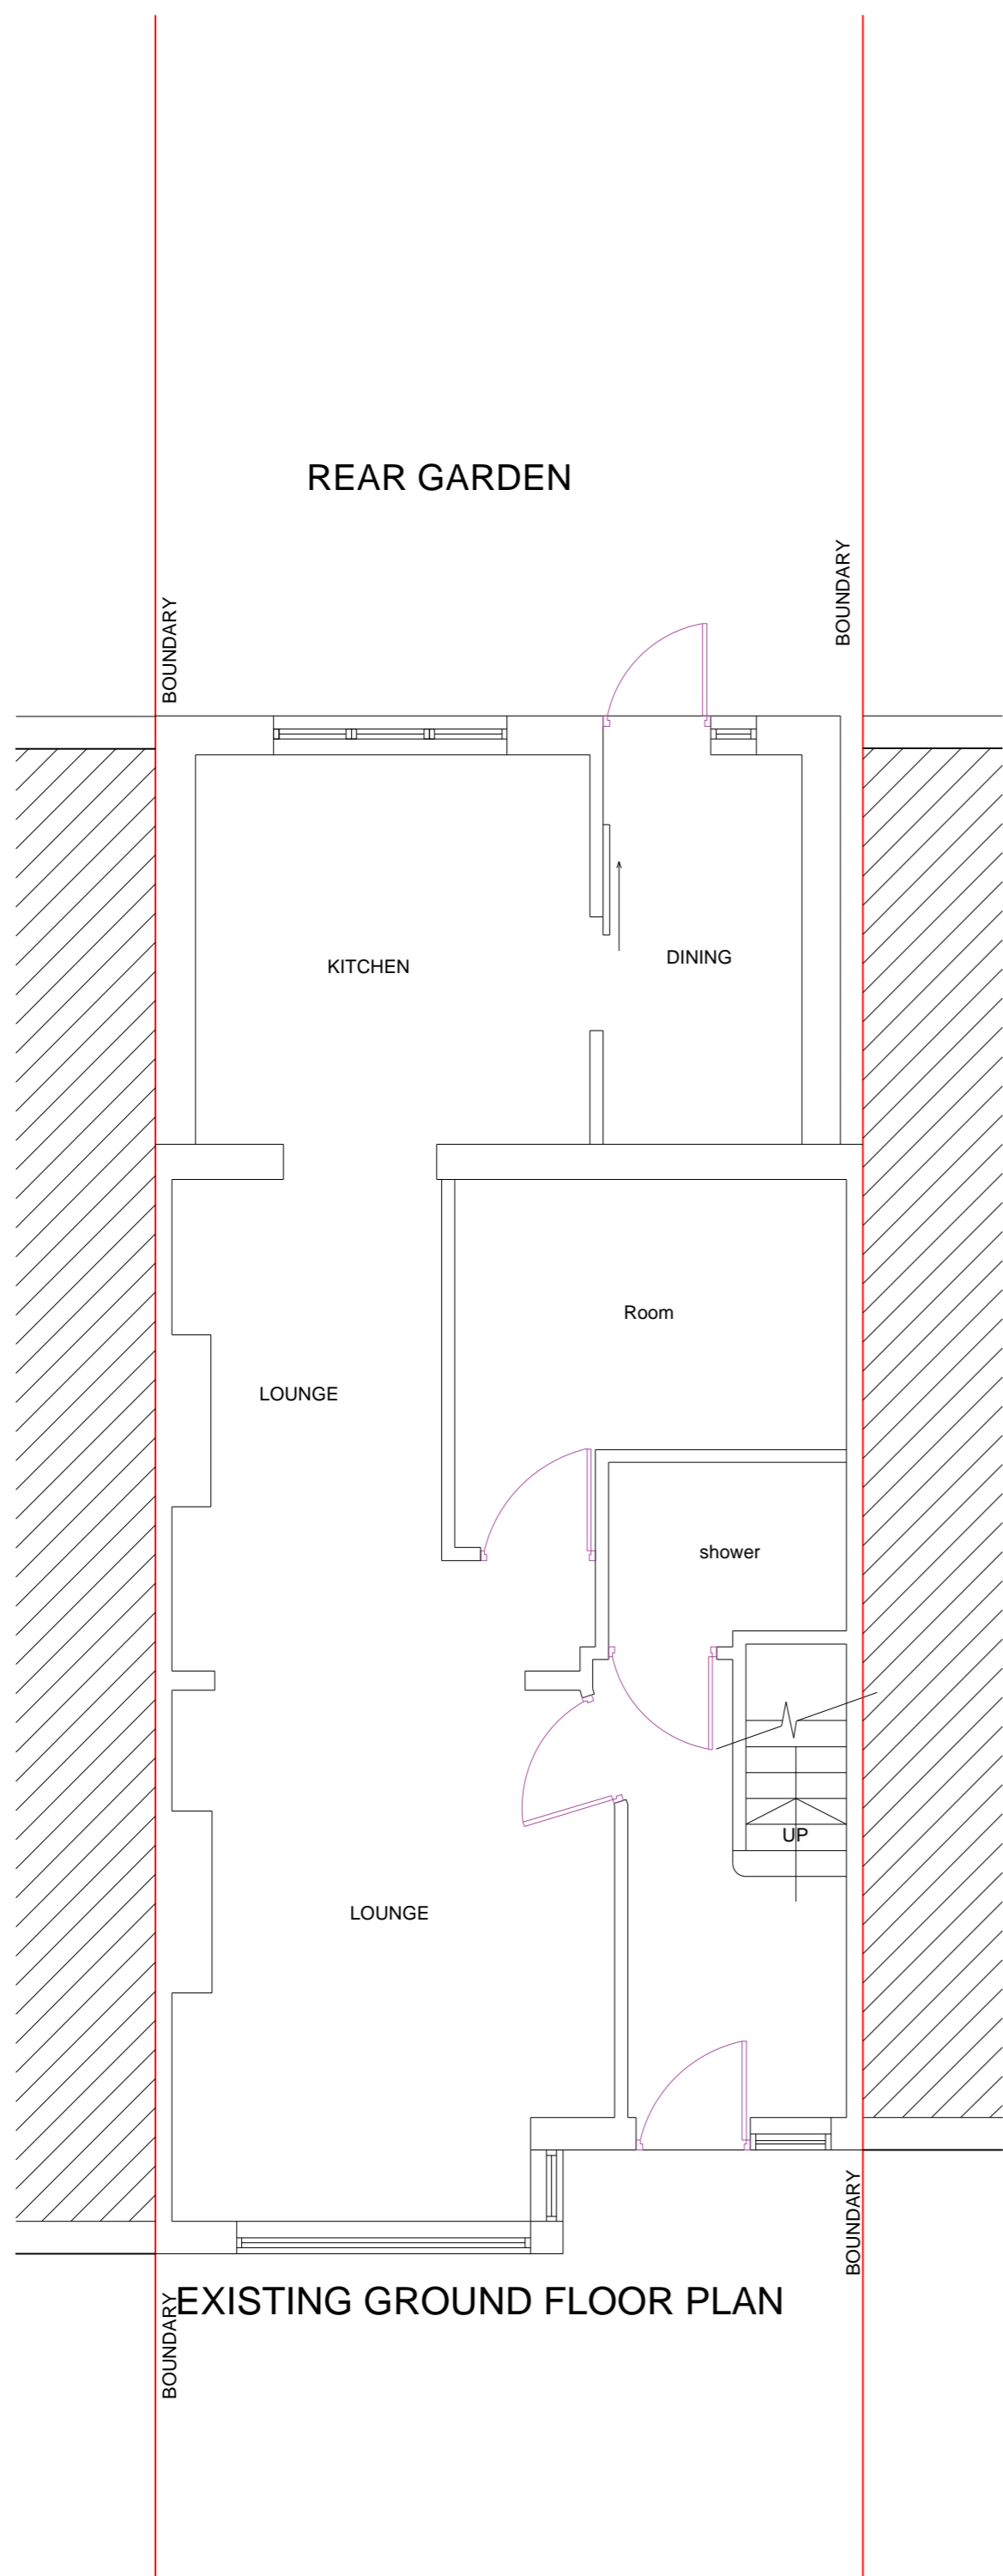 REAR GARDEN
BOUNDARY
BOUNDARY
KITCHEN
DINING
Room
LOUNGE
shower
UP
LOUNGE
BOUNDARY
EXISTING GROUND FLOOR PLAN
BOUNDARY